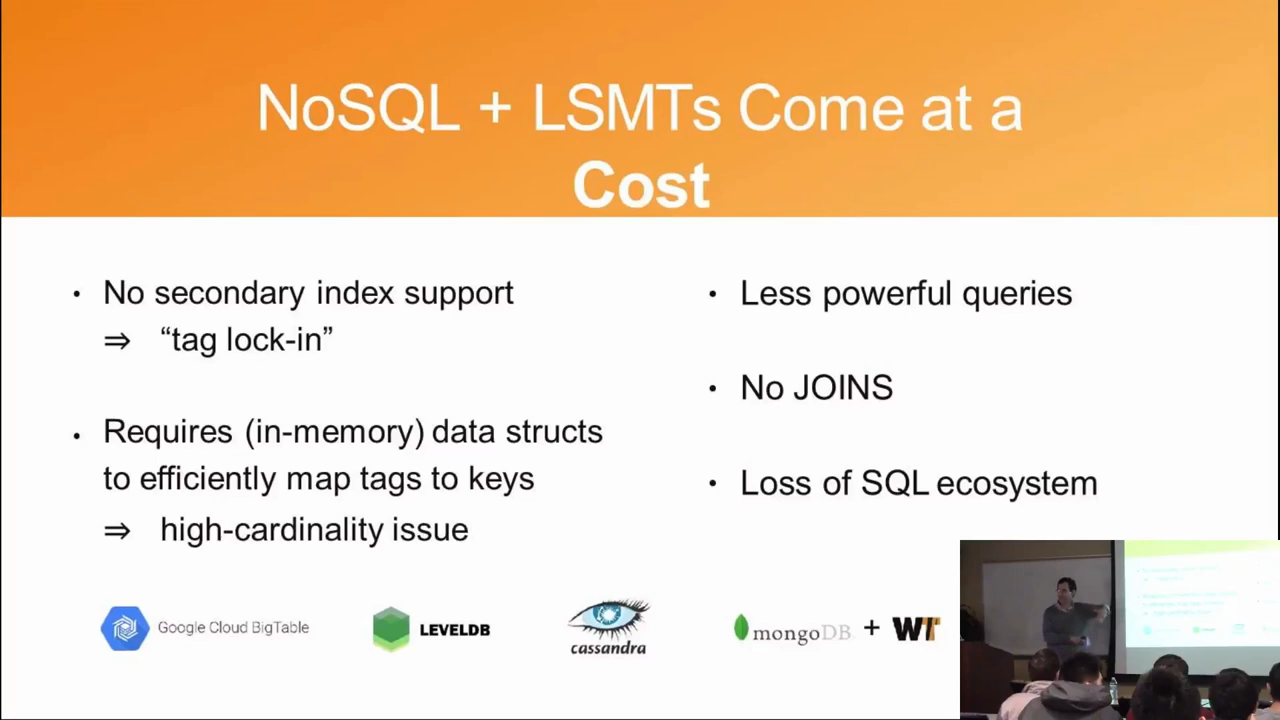 NoSQL + LSMTs Come at a
Cost
• No secondary index support
⇒ “tag lock-in”
• Requires (in-memory) data structs
to efficiently map tags to keys
⇒ high-cardinality issue
• Less powerful queries
• No JOINS
• Loss of SQL ecosystem
Google Cloud BigTable
LEVELDB
cassandra
mongoDB + WT